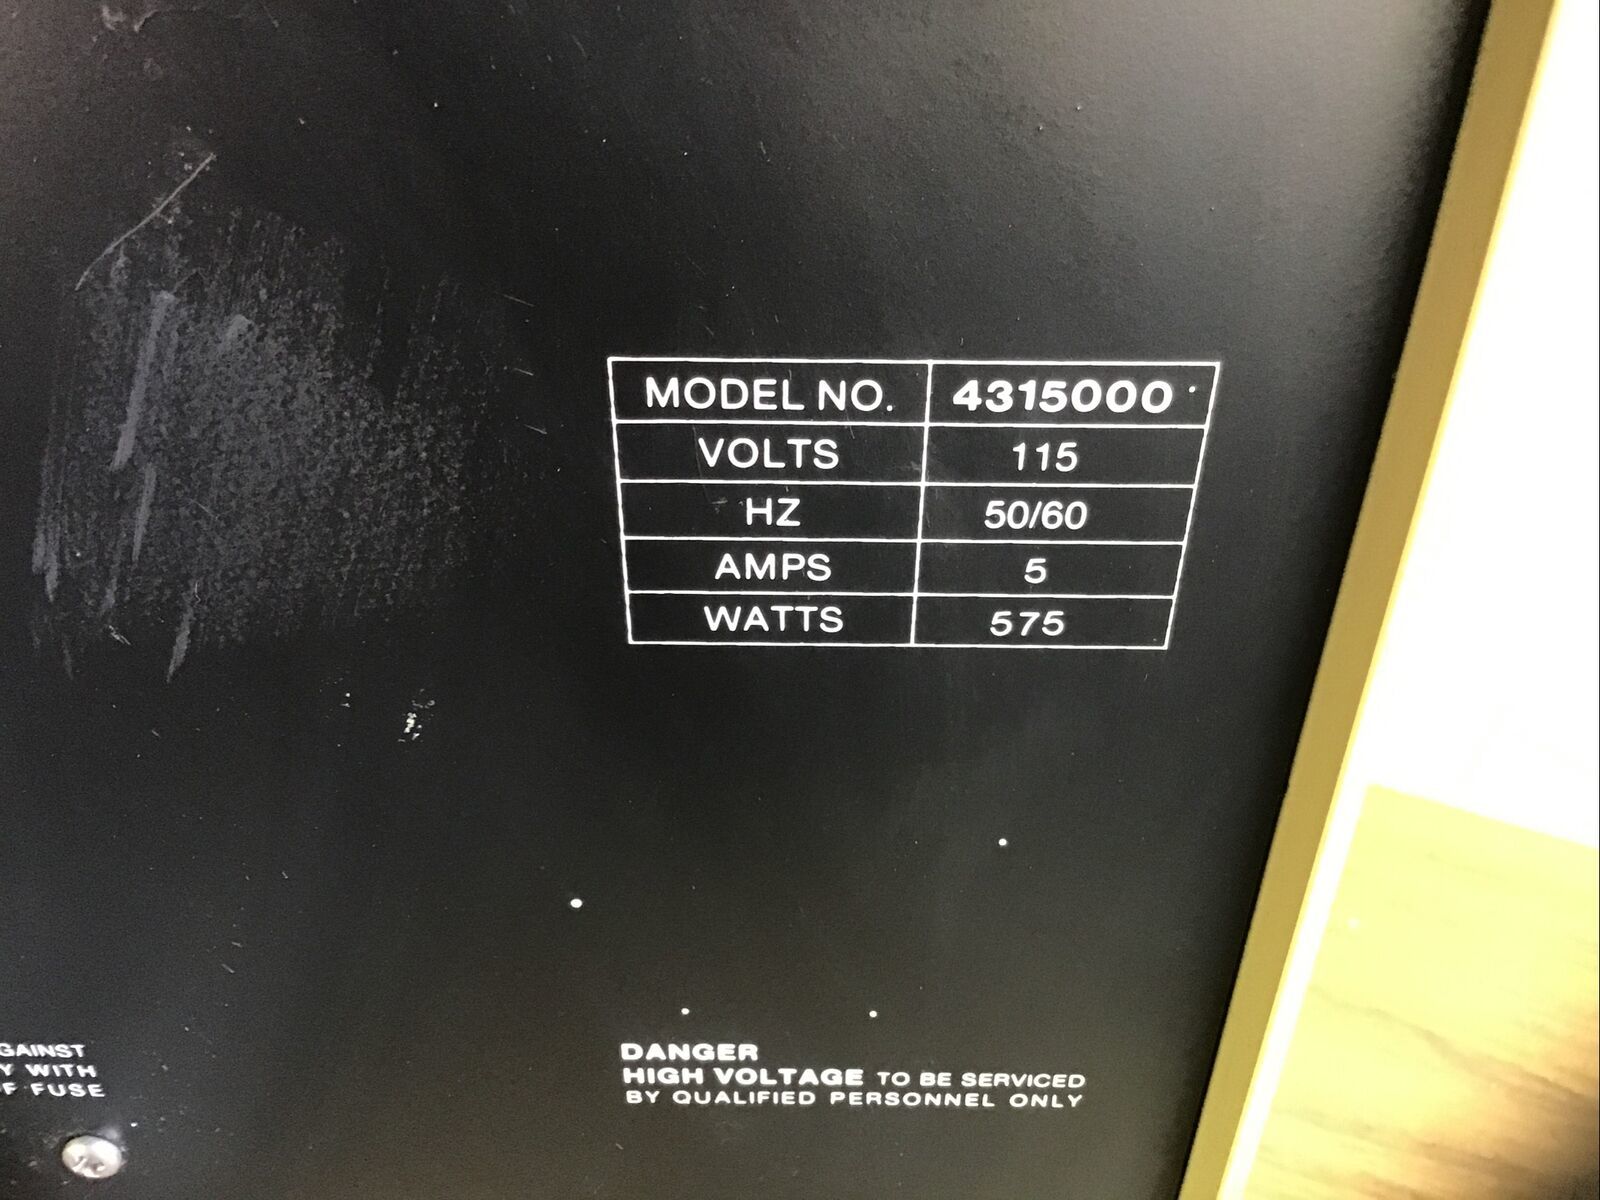 MODEL NO. 4315000
VOLTS 115
HZ 50/60
AMPS 5
WATTS 575
GAINST
Y WITH
F FUSE
DANGER
HIGH VOLTAGE TO BE SERVICED
BY QUALIFIED PERSONNEL ONLY